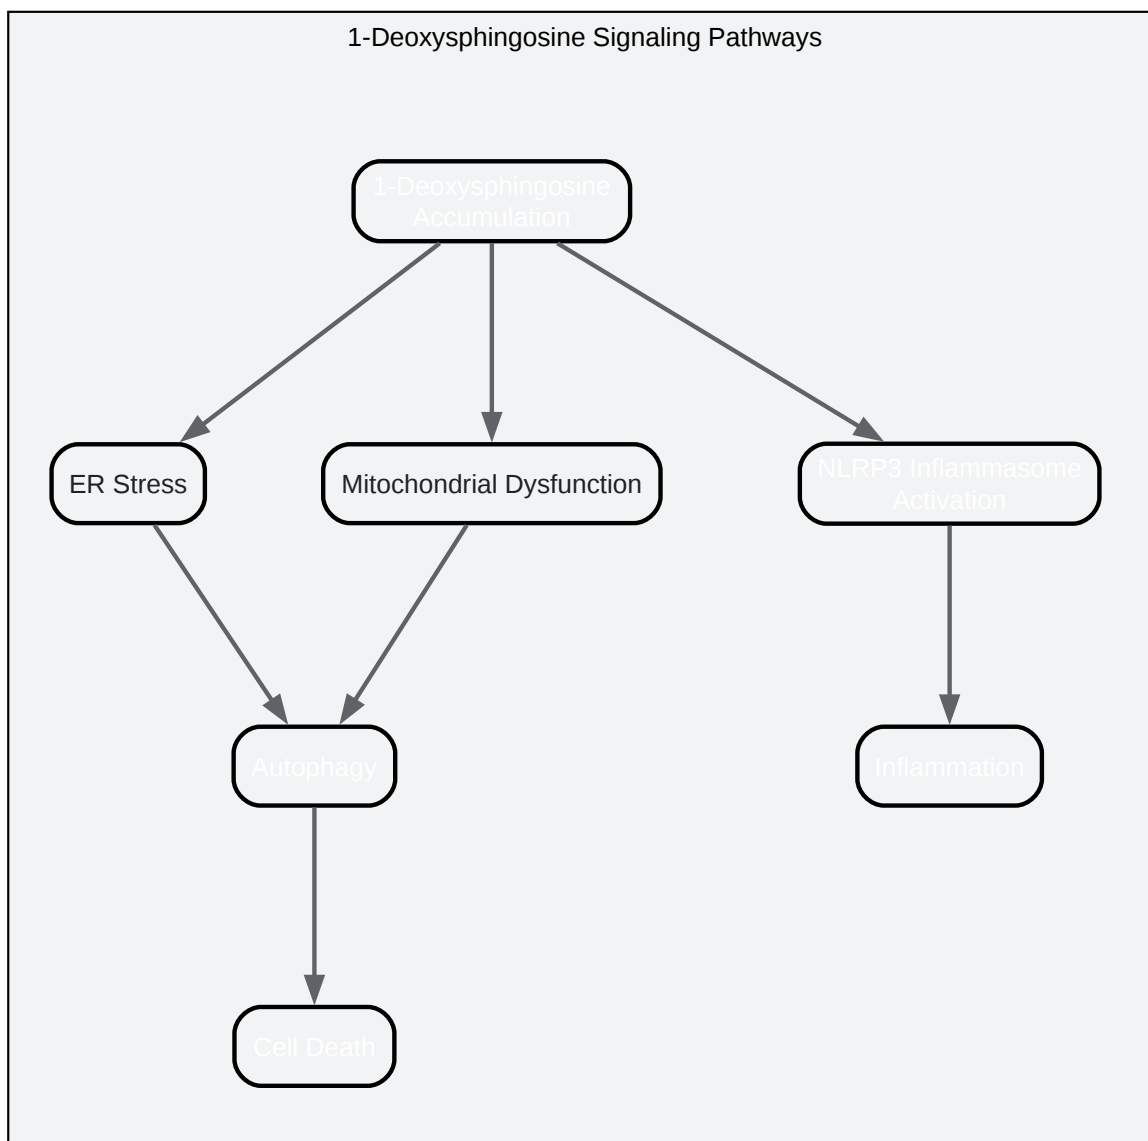 1-Deoxysphingosine Signaling Pathways
1-Deoxysphingosine
Accumulation
ER Stress
Mitochondrial Dysfunction
NLRP3 Inflammasome
Activation
Autophagy
Inflammation
Cell Death